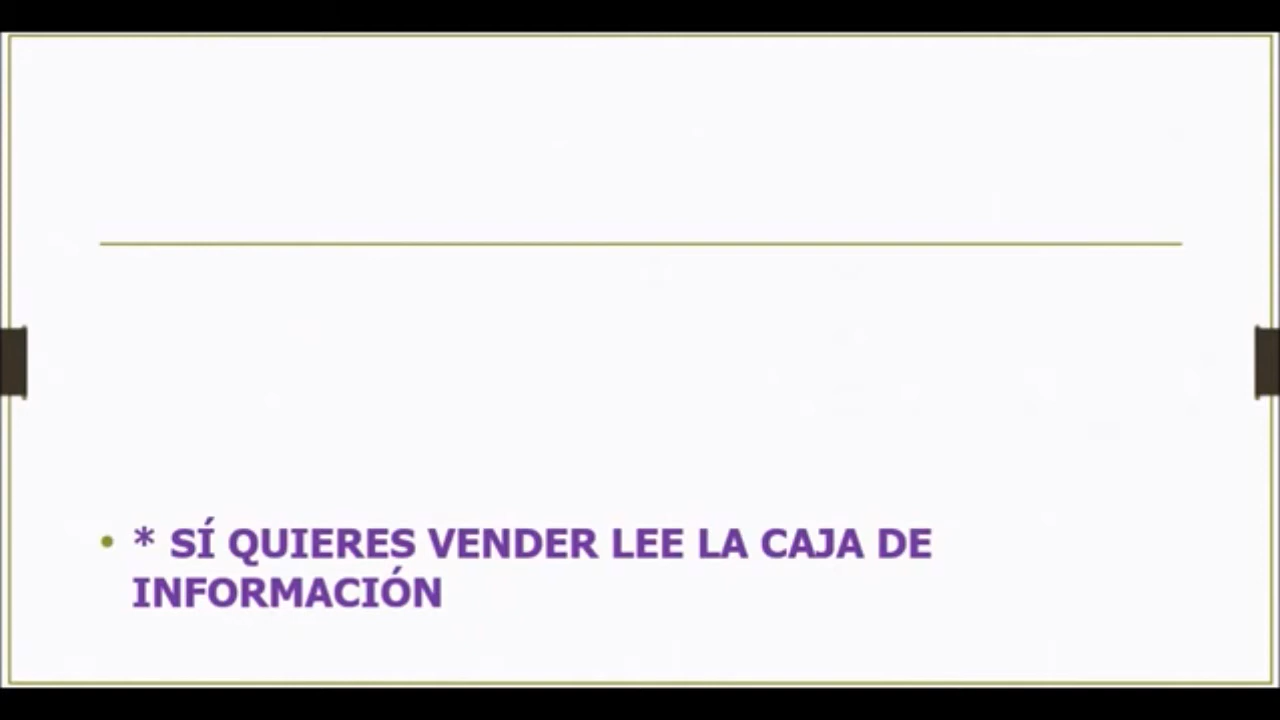 • * SÍ QUIERES VENDER LEE LA CAJA DE
INFORMACIÓN